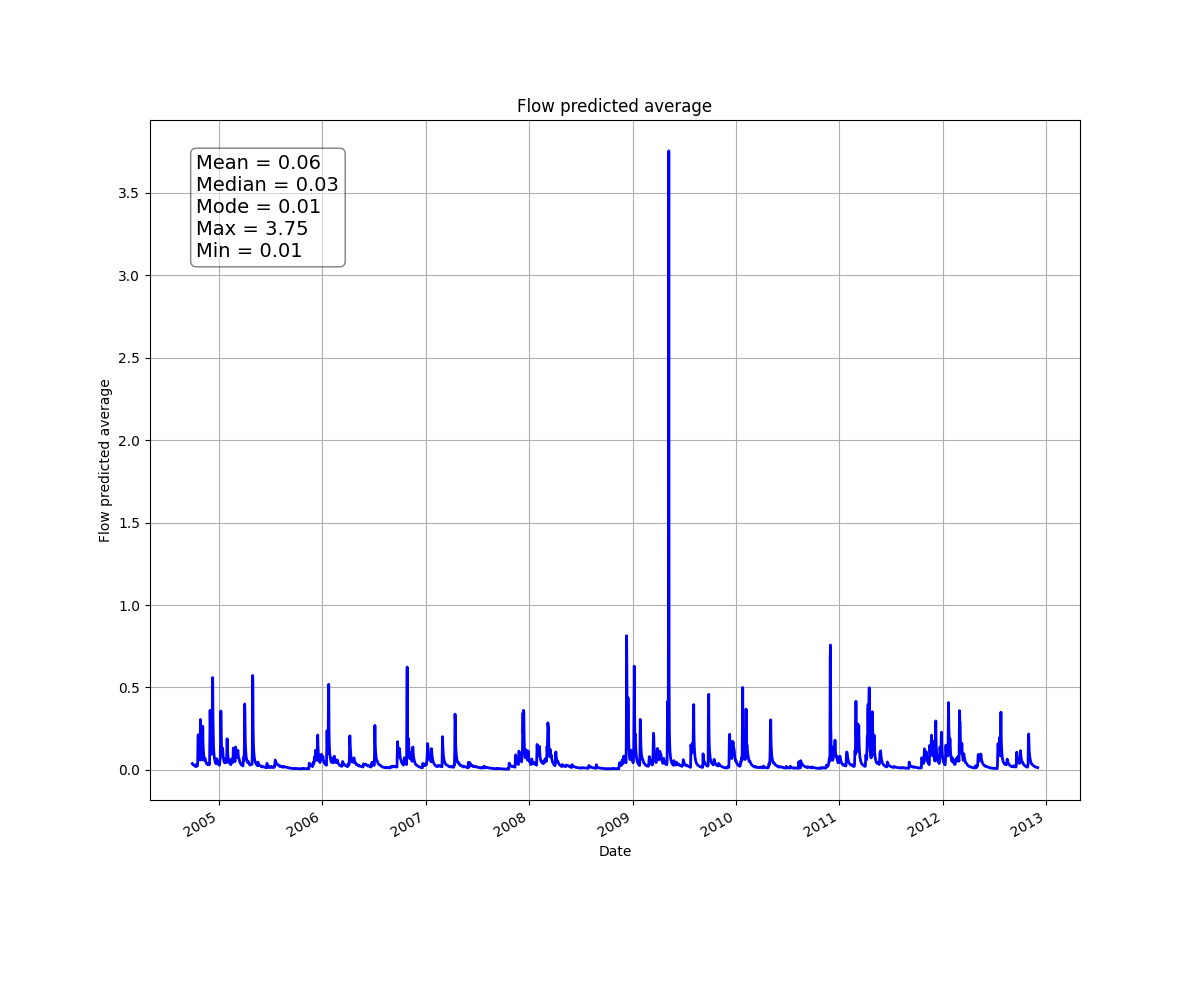 Flow predicted average
Mean = 0.06
Median = 0.03
Mode = 0.01
Max = 3.75
Min = 0.01
3.5
3.0
2.5
2.0
1.5
1.0
0.5
0.0
Flow predicted average
2005
2006
2007
2008
2009
2010
2011
2012
2013
Date